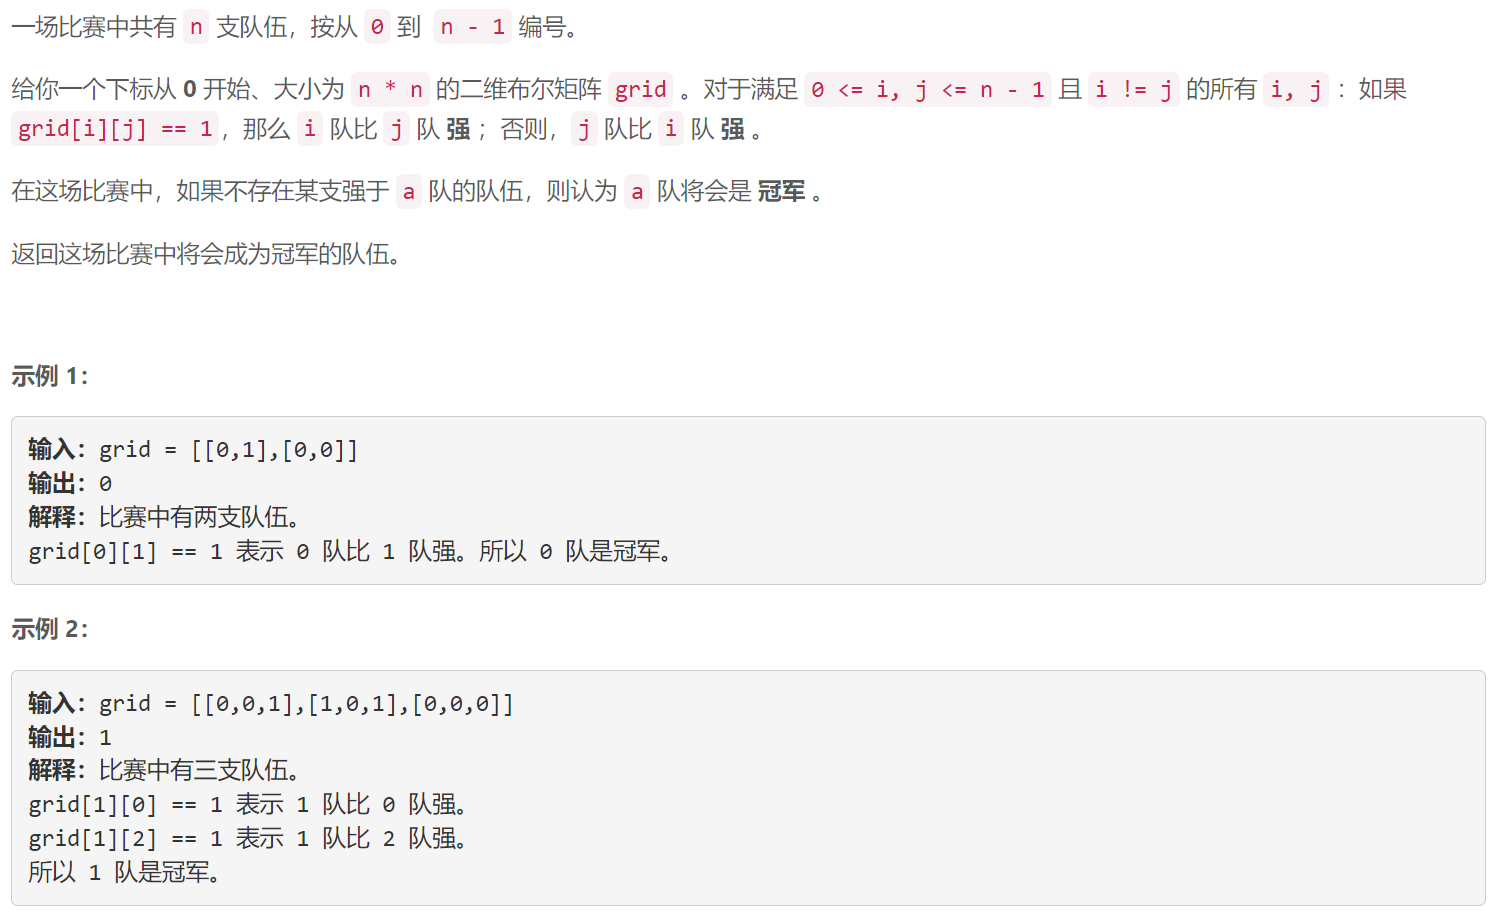 一场比赛中共有 n 支队伍，按从 0 到 n - 1 编号。
给你一个下标从 0 开始、大小为 n * n 的二维布尔矩阵 grid 。对于满足 0 <= i, j <= n - 1 且 i != j 的所有 i, j ：如果
grid[i][j] == 1，那么 i 队比 j 队 强 ；否则，j 队比 i 队 强 。
在这场比赛中，如果不存在某支强于 a 队的队伍，则认为 a 队将会是 冠军 。
返回这场比赛中将会成为冠军的队伍。
示例 1：
输入：grid = [[0,1],[0,0]]
输出：0
解释：比赛中有两支队伍。
grid[0][1] == 1 表示 0 队比 1 队强。所以 0 队是冠军。
示例 2：
输入：grid = [[0,0,1],[1,0,1],[0,0,0]]
输出：1
解释：比赛中有三支队伍。
grid[1][0] == 1 表示 1 队比 0 队强。
grid[1][2] == 1 表示 1 队比 2 队强。
所以 1 队是冠军。